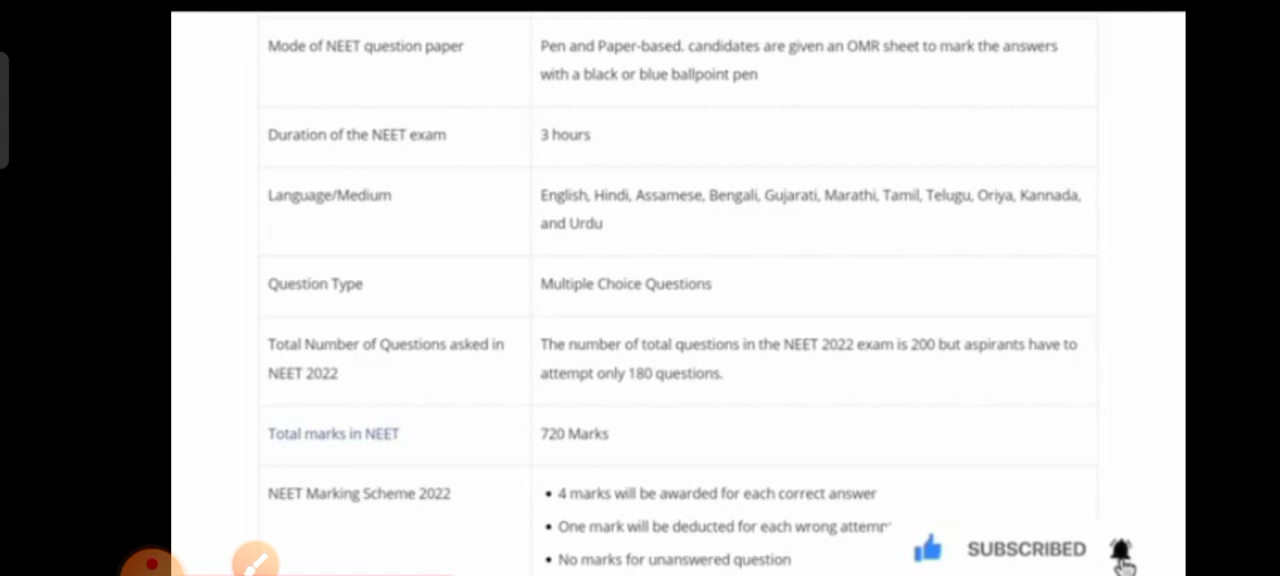 Mode of NEET question paper
Pen and Paper-based. candidates are given an OMR sheet to mark the answers
with a black or blue ballpoint pen
Duration of the NEET exam
3 hours
Language/Medium
English, Hindi, Assamese, Bengali, Gujarati, Marathi, Tamil, Telugu, Oriya, Kannada,
and Urdu
Question Type
Multiple Choice Questions
Total Number of Questions asked in
NEET 2022
The number of total questions in the NEET 2022 exam is 200 but aspirants have to
attempt only 180 questions.
Total marks in NEET
720 Marks
NEET Marking Scheme 2022
• 4 marks will be awarded for each correct answer
• One mark will be deducted for each wrong
• No marks for unanswered question
SUBSCRIBED